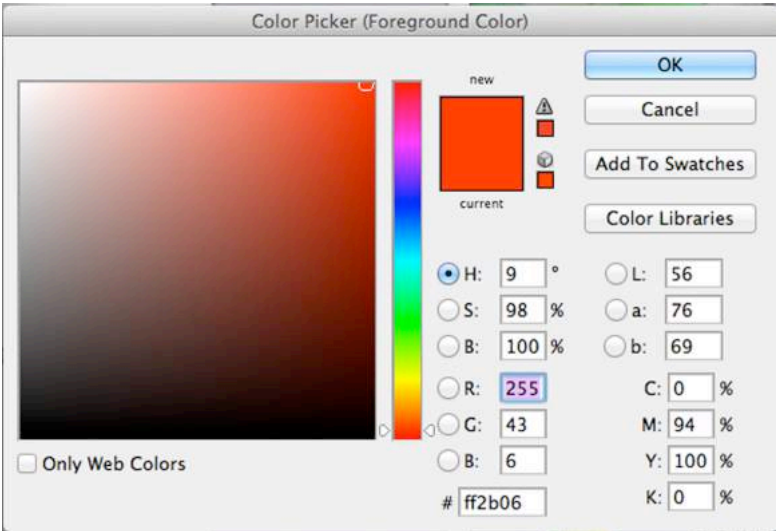 Color Picker (Foreground Color)
new
current
OK
Cancel
Add To Swatches
Color Libraries
H: 9 °
S: 98 %
B: 100 %
R: 255
G: 43
B: 6
# ff2b06
L: 56
a: 76
b: 69
C: 0 %
M: 94 %
Y: 100 %
K: 0 %
Only Web Colors